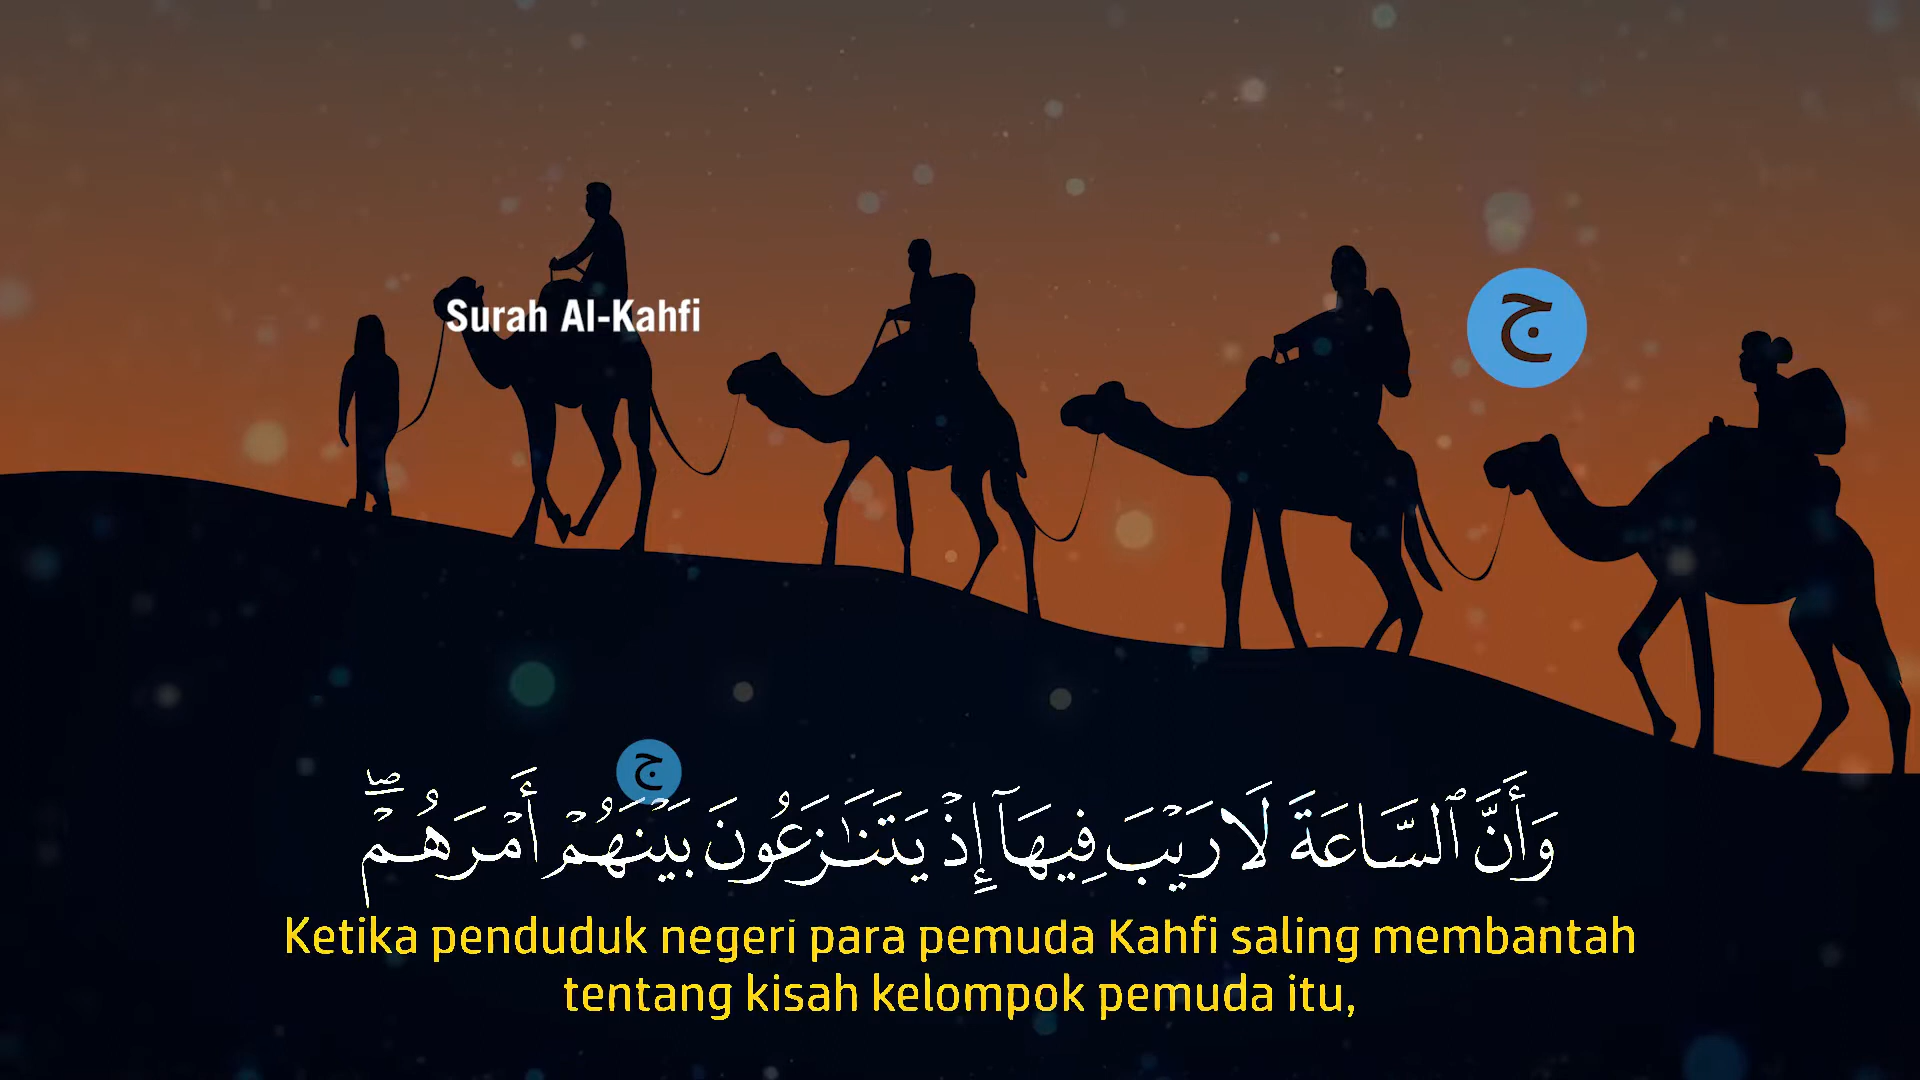 Surah Al-Kahfi
ج
ج
وَأَنَّ ٱلسَّاعَةَ لَا رَيْبَ فِيهَآ إِذْ يَتَنَـٰزَعُونَ بَيْنَهُمْ أَمْرَهُمْ ۖ
Ketika penduduk negeri para pemuda Kahfi saling membantah
tentang kisah kelompok pemuda itu,